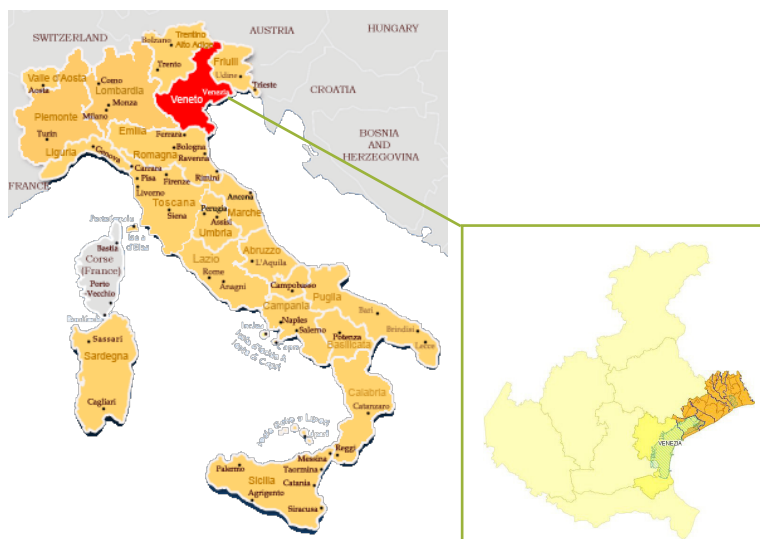 SWITZERLAND
AUSTRIA
HUNGARY
Bolzano
Trentino
Alto Adige
Friuli
Valle d'Aosta
Aosta
Como
Trento
Udine
Trieste
Lombardia
Monza
Veneto
Venezia
CROATIA
Piemonte
Milano
Turin
Emilia
Ferrara
BOSNIA
AND
HERZEGOVINA
Liguria
Genova
Romagna
Bologna
Ravenna
FRANCE
Carrara
Pisa
Firenze
Rimini
Livorno
Toscana
Siena
Ancona
Perugia
Marche
Assisi
Umbria
Bastia
Corse
(France)
Porto
-Vecchio
Lazio
Abruzzo
L'Aquila
Rome
Anagni
Campobasso
Puglia
Campania
Bari
Naples
Salerno
Potenza
Basilicata
Brindisi
Lecce
Capri
Sassari
Sardegna
Cagliari
Calabria
Catanzaro
Lipari
Messina
Reggi
Palermo
Taormina
Sicilia
Catania
Agrigento
Siracusa
VENEZIA